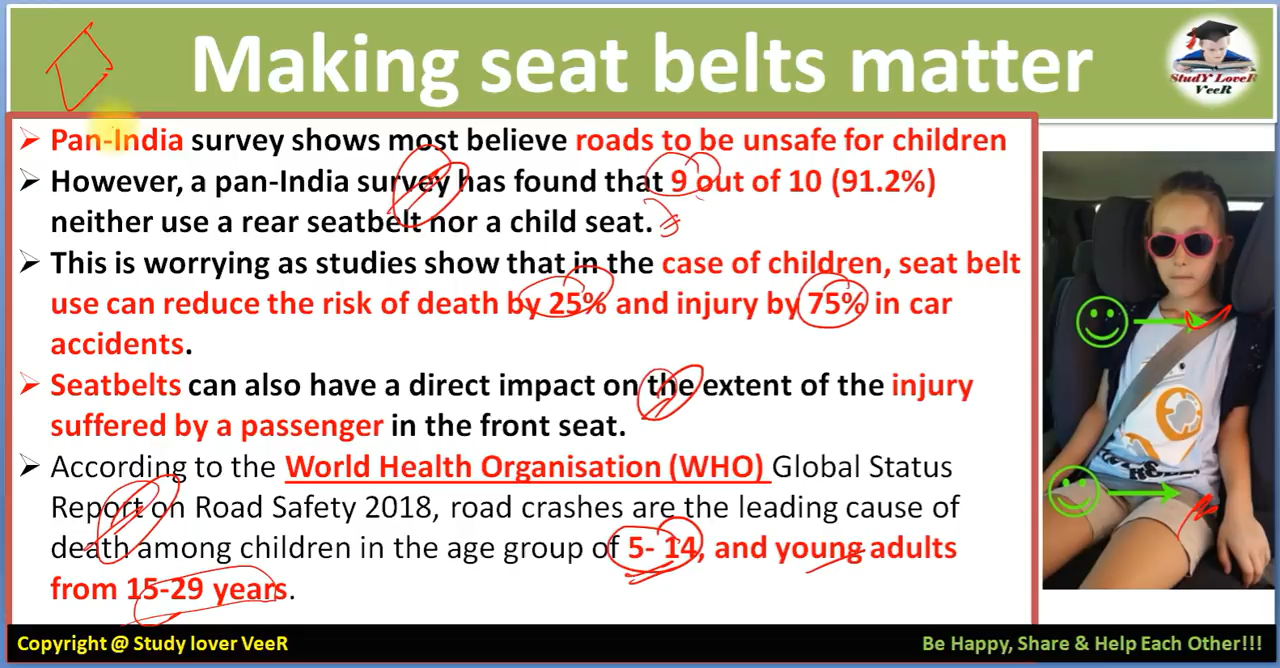 Making seat belts matter
StudY LoveR
VeeR
Pan-India survey shows most believe roads to be unsafe for children
However, a pan-India survey has found that 9 out of 10 (91.2%)
neither use a rear seatbelt nor a child seat.
This is worrying as studies show that in the case of children, seat belt
use can reduce the risk of death by 25% and injury by 75% in car
accidents.
Seatbelts can also have a direct impact on the extent of the injury
suffered by a passenger in the front seat.
According to the World Health Organisation (WHO) Global Status
Report on Road Safety 2018, road crashes are the leading cause of
death among children in the age group of 5- 14, and young adults
from 15-29 years.
Copyright @ Study lover VeeR
Be Happy, Share & Help Each Other!!!